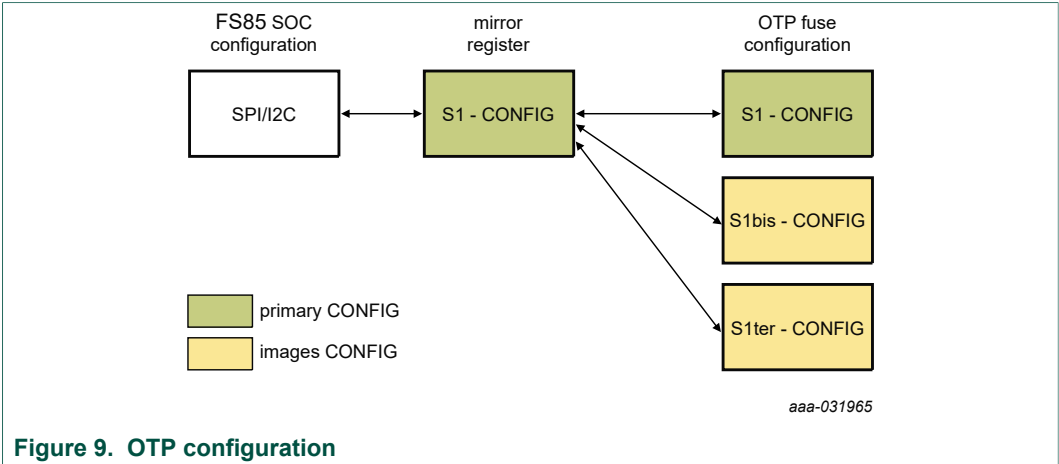 FS85 SOC
configuration
mirror
register
OTP fuse
configuration
SPI/I2C
S1 - CONFIG
S1 - CONFIG
S1bis - CONFIG
S1ter - CONFIG
primary CONFIG
images CONFIG
aaa-031965
Figure 9. OTP configuration